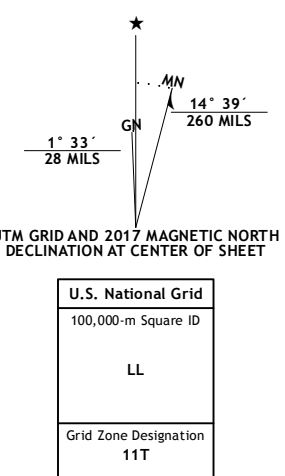 MN
GN
14° 39´
260 MILS
1° 33´
28 MILS
UTM GRID AND 2017 MAGNETIC NORTH
DECLINATION AT CENTER OF SHEET
U.S. National Grid
100,000-m Square ID
LL
Grid Zone Designation
11T